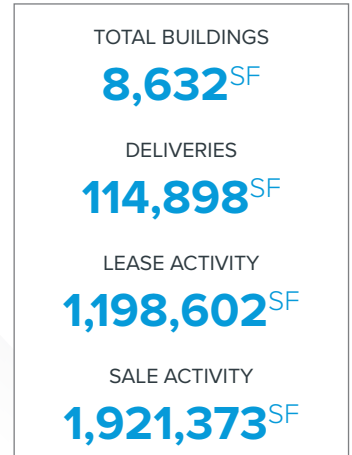 TOTAL BUILDINGS
8,632SF
DELIVERIES
114,898SF
LEASE ACTIVITY
1,198,602SF
SALE ACTIVITY
1,921,373SF